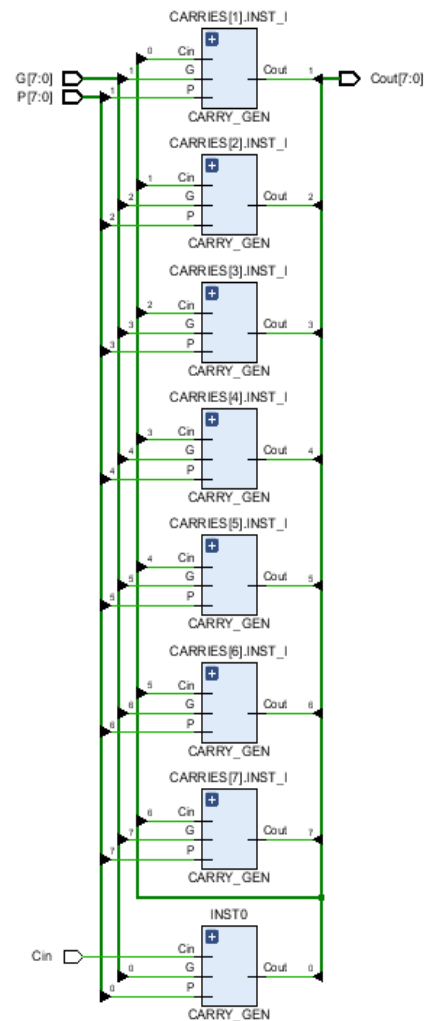 CARRIES[1].INST_I
0 Cin
G[7:0] 1 G Cout 1 Cout[7:0]
P[7:0] 1 P
CARRY_GEN
CARRIES[2].INST_I
1 Cin
2 G Cout 2
2 P
CARRY_GEN
CARRIES[3].INST_I
2 Cin
3 G Cout 3
3 P
CARRY_GEN
CARRIES[4].INST_I
3 Cin
4 G Cout 4
4 P
CARRY_GEN
CARRIES[5].INST_I
4 Cin
5 G Cout 5
5 P
CARRY_GEN
CARRIES[6].INST_I
5 Cin
6 G Cout 6
6 P
CARRY_GEN
CARRIES[7].INST_I
6 Cin
7 G Cout 7
7 P
CARRY_GEN
INST0
Cin Cin
0 G Cout 0
0 P
CARRY_GEN